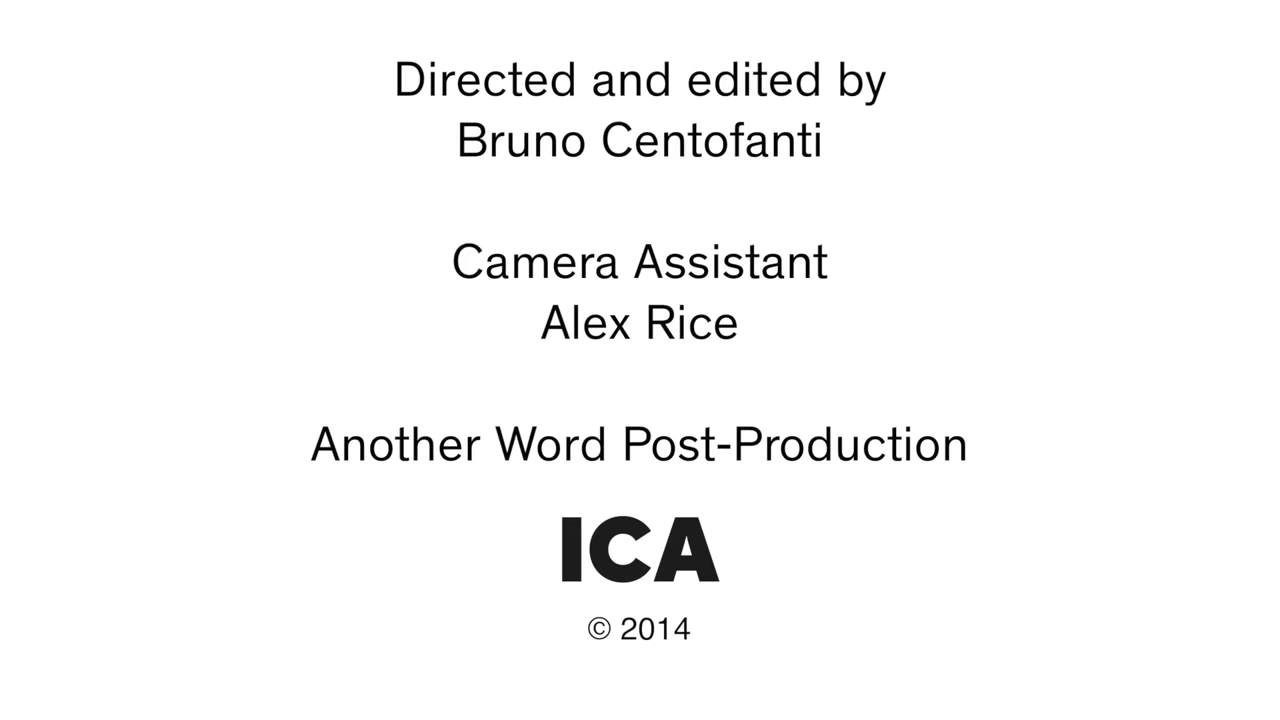 Directed and edited by
Bruno Centofanti
Camera Assistant
Alex Rice
Another Word Post-Production
ICA
© 2014